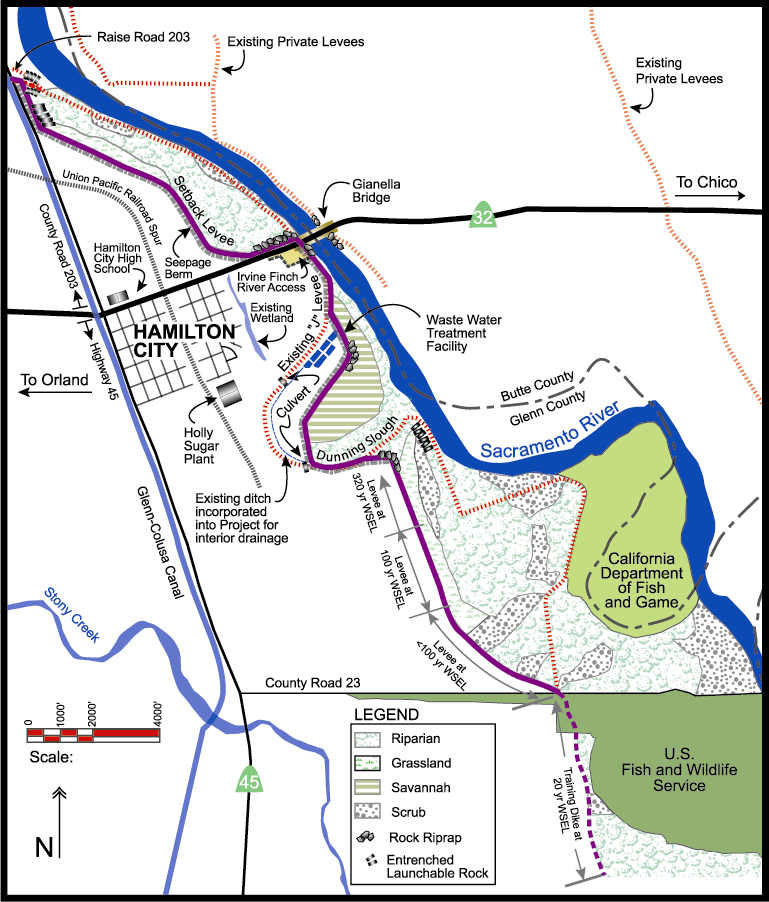 Raise Road 203
Existing Private Levees
Existing
Private Levees
Gianella
Bridge
To Chico
32
Union Pacific Railroad Spur
Setback Levee
County Road 203
Hamilton
City High
School
Seepage
Berm
Irvine Finch
River Access
Existing
Wetland
Existing "J" Levee
Waste Water
Treatment
Facility
HAMILTON
CITY
Highway 45
To Orland
Butte County
Glenn County
Sacramento River
Holly
Sugar
Plant
Culvert
Dunning Slough
Existing ditch
incorporated
into Project for
interior drainage
Levee at
320 yr WSEL
Levee at
100 yr WSEL
Levee at
<100 yr WSEL
California
Department
of Fish
and Game
Glenn-Colusa Canal
Stony Creek
County Road 23
0
1000'
2000'
4000'
Scale:
N
45
LEGEND
Riparian
Grassland
Savannah
Scrub
Rock Riprap
Entrenched
Launchable Rock
Training Dike at
20 yr WSEL
U.S.
Fish and Wildlife
Service